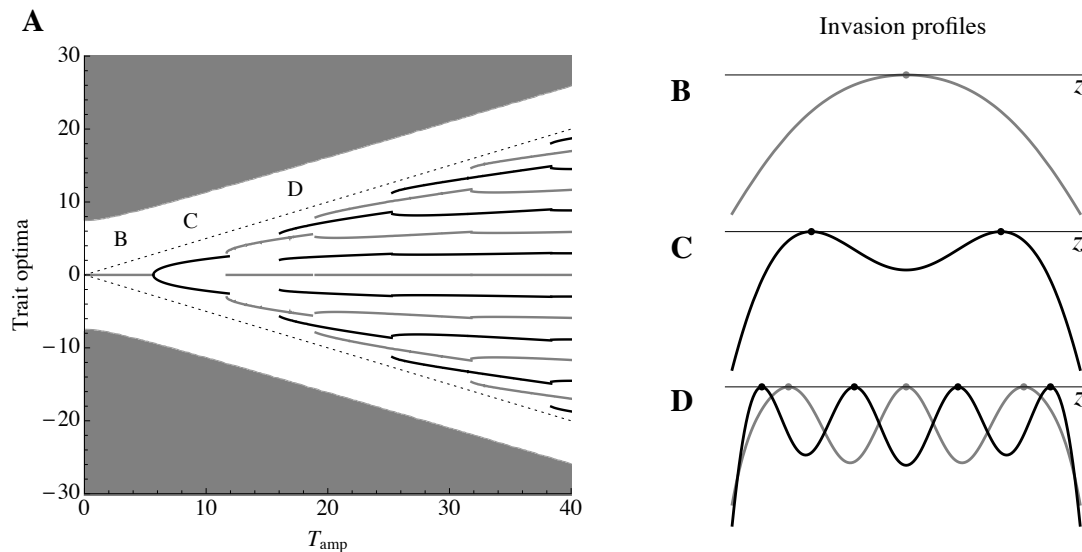 A
Trait optima
30
20
10
0
−10
−20
−30
B
C
D
0
10
20
30
40
T_amp
Invasion profiles
B
z
C
z
D
z